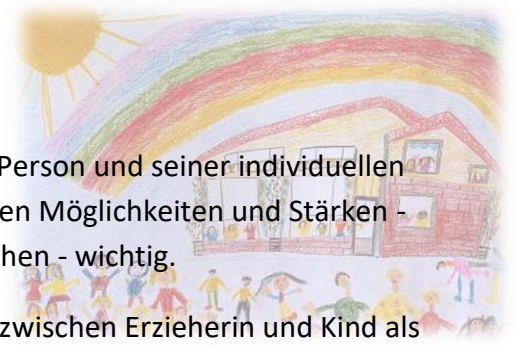 Person und seiner individuellen
en Möglichkeiten und Stärken -
hen - wichtig.
zwischen Erzieherin und Kind als